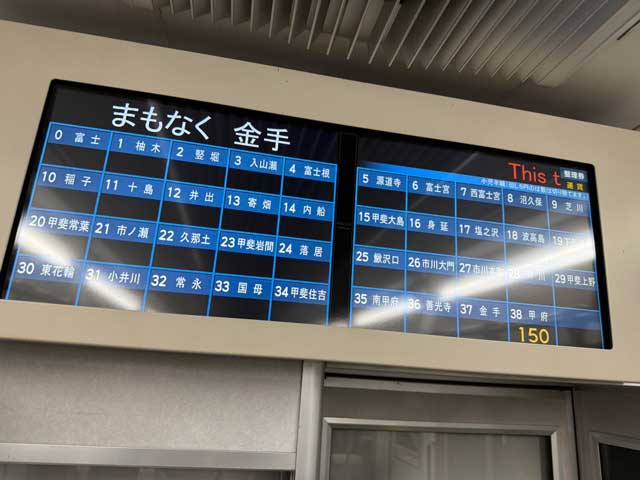 まもなく 金手
0 富士 1 柚木 2 竪堀 3 入山瀬 4 富士根
10 稲子 11 十島 12 井出 13 寄畑 14 内船
20 甲斐常葉 21 市ノ瀬 22 久那土 23 甲斐岩間 24 落居
30 東花輪 31 小井川 32 常永 33 国母 34 甲斐住吉
This t 整理券 運賃
5 源道寺 6 富士宮 7 西富士宮 8 沼久保 9 芝川
15 甲斐大島 16 身延 17 塩之沢 18 波高島 19
25 鰍沢口 26 市川大門 27 市川本町 28 29 甲斐上野
35 南甲府 36 善光寺 37 金手 38 甲府
150